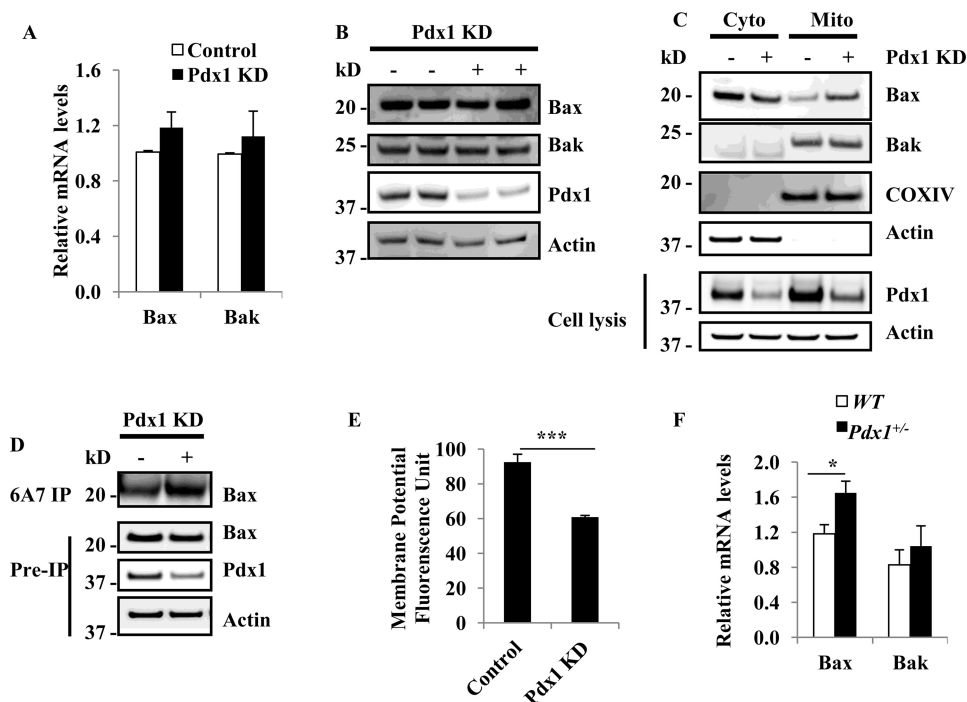 A
Control
Pdx1 KD
Relative mRNA levels
1.6
1.2
0.8
0.4
0.0
Bax Bak
B
Pdx1 KD
kD - - + +
20 - Bax
25 - Bak
37 - Pdx1
37 - Actin
C
Cyto Mito
kD - + - + Pdx1 KD
20 - Bax
25 - Bak
20 - COXIV
37 - Actin
Cell lysis
37 - Pdx1
37 - Actin
D
Pdx1 KD
kD - +
6A7 IP 20 - Bax
Pre-IP
20 - Bax
37 - Pdx1
37 - Actin
E
Membrane Potential
Fluorenscence Unit
100
80
60
40
20
0
***
Control
Pdx1 KD
F
WT
Pdx1+/-
Relative mRNA levels
2.0
1.6
1.2
0.8
0.4
0.0
*
Bax Bak